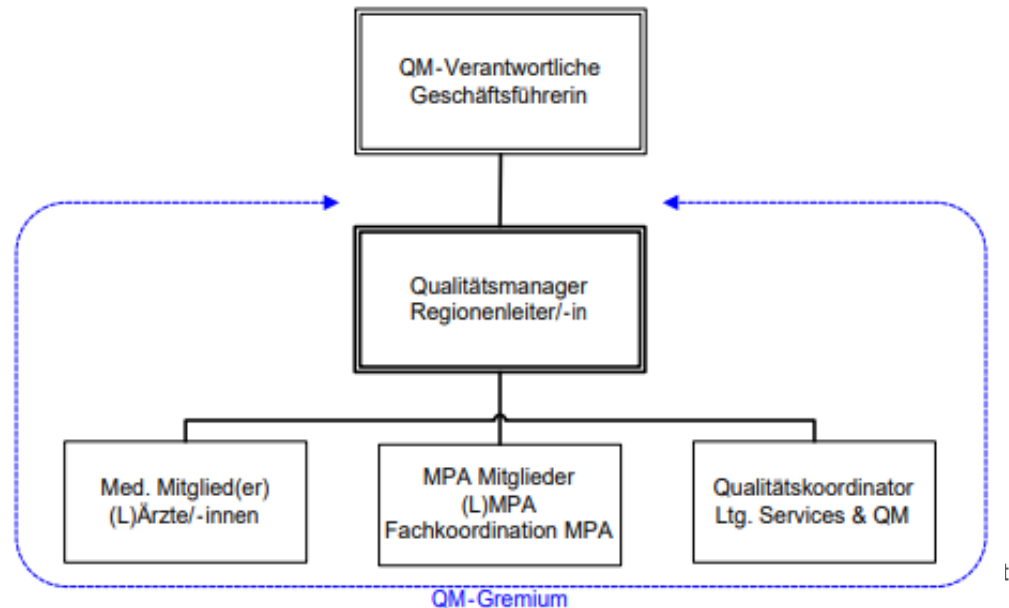 QM-Verantwortliche
Geschäftsführerin
Qualitätsmanager
Regionenleiter/-in
Med. Mitglied(er)
(L)Ärzte/-innen
MPA Mitglieder
(L)MPA
Fachkoordination MPA
Qualitätskoordinator
Ltg. Services & QM
t
QM-Gremium